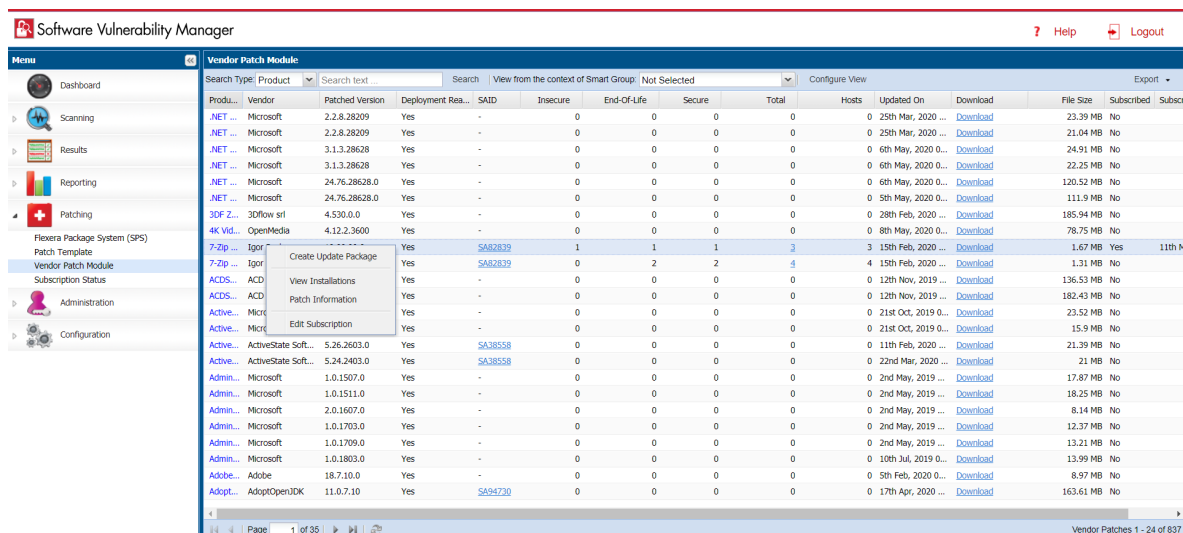 Software Vulnerability Manager
? Help Logout
Menu
Dashboard
Scanning
Results
Reporting
Patching
Flexera Package System (SPS)
Patch Template
Vendor Patch Module
Subscription Status
Administration
Configuration
Vendor Patch Module
Search Type: Product Search text ... Search View from the context of Smart Group: Not Selected Configure View Export
Produ... Vendor Patched Version Deployment Rea... SAID Insecure End-Of-Life Secure Total Hosts Updated On Download File Size Subscribed Subscr
.NET ... Microsoft 2.2.8.28209 Yes - 0 0 0 0 0 25th Mar, 2020 ... Download 23.39 MB No
.NET ... Microsoft 2.2.8.28209 Yes - 0 0 0 0 0 25th Mar, 2020 ... Download 21.04 MB No
.NET ... Microsoft 3.1.3.28628 Yes - 0 0 0 0 0 6th May, 2020 0... Download 24.91 MB No
.NET ... Microsoft 3.1.3.28628 Yes - 0 0 0 0 0 6th May, 2020 0... Download 22.25 MB No
.NET ... Microsoft 24.76.28628.0 Yes - 0 0 0 0 0 6th May, 2020 0... Download 120.52 MB No
.NET ... Microsoft 24.76.28628.0 Yes - 0 0 0 0 0 5th May, 2020 0... Download 111.9 MB No
3DF Z... 3Dflow srl 4.530.0.0 Yes - 0 0 0 0 0 28th Feb, 2020 ... Download 185.94 MB No
4K Vid... OpenMedia 4.12.2.3600 Yes - 0 0 0 0 0 8th May, 2020 0... Download 78.75 MB No
7-Zip ... Igor Yes SA82839 1 1 1 3 3 15th Feb, 2020 ... Download 1.67 MB Yes 11th M
7-Zip ... Igor Yes SA82839 0 2 2 4 4 15th Feb, 2020 ... Download 1.31 MB No
ACDS... ACD Yes - 0 0 0 0 0 12th Nov, 2019 ... Download 136.53 MB No
ACDS... ACD Yes - 0 0 0 0 0 12th Nov, 2019 ... Download 182.43 MB No
Active... Micr Yes - 0 0 0 0 0 21st Oct, 2019 0... Download 23.52 MB No
Active... Micr Yes - 0 0 0 0 0 21st Oct, 2019 0... Download 15.9 MB No
Active... ActiveState Soft... 5.26.2603.0 Yes SA38558 0 0 0 0 0 11th Feb, 2020 ... Download 21.39 MB No
Active... ActiveState Soft... 5.24.2403.0 Yes SA38558 0 0 0 0 0 22nd Mar, 2020 ... Download 21 MB No
Admin... Microsoft 1.0.1507.0 Yes - 0 0 0 0 0 2nd May, 2019 ... Download 17.87 MB No
Admin... Microsoft 1.0.1511.0 Yes - 0 0 0 0 0 2nd May, 2019 ... Download 18.25 MB No
Admin... Microsoft 2.0.1607.0 Yes - 0 0 0 0 0 2nd May, 2019 ... Download 8.14 MB No
Admin... Microsoft 1.0.1703.0 Yes - 0 0 0 0 0 2nd May, 2019 ... Download 12.37 MB No
Admin... Microsoft 1.0.1709.0 Yes - 0 0 0 0 0 2nd May, 2019 ... Download 13.21 MB No
Admin... Microsoft 1.0.1803.0 Yes - 0 0 0 0 0 10th Jul, 2019 0... Download 13.99 MB No
Adobe... Adobe 18.7.10.0 Yes - 0 0 0 0 0 5th Feb, 2020 0... Download 8.97 MB No
Adopt... AdoptOpenJDK 11.0.7.10 Yes SA94730 0 0 0 0 0 17th Apr, 2020 ... Download 163.61 MB No
Create Update Package
View Installations
Patch Information
Edit Subscription
Page 1 of 35 Vendor Patches 1 - 24 of 837